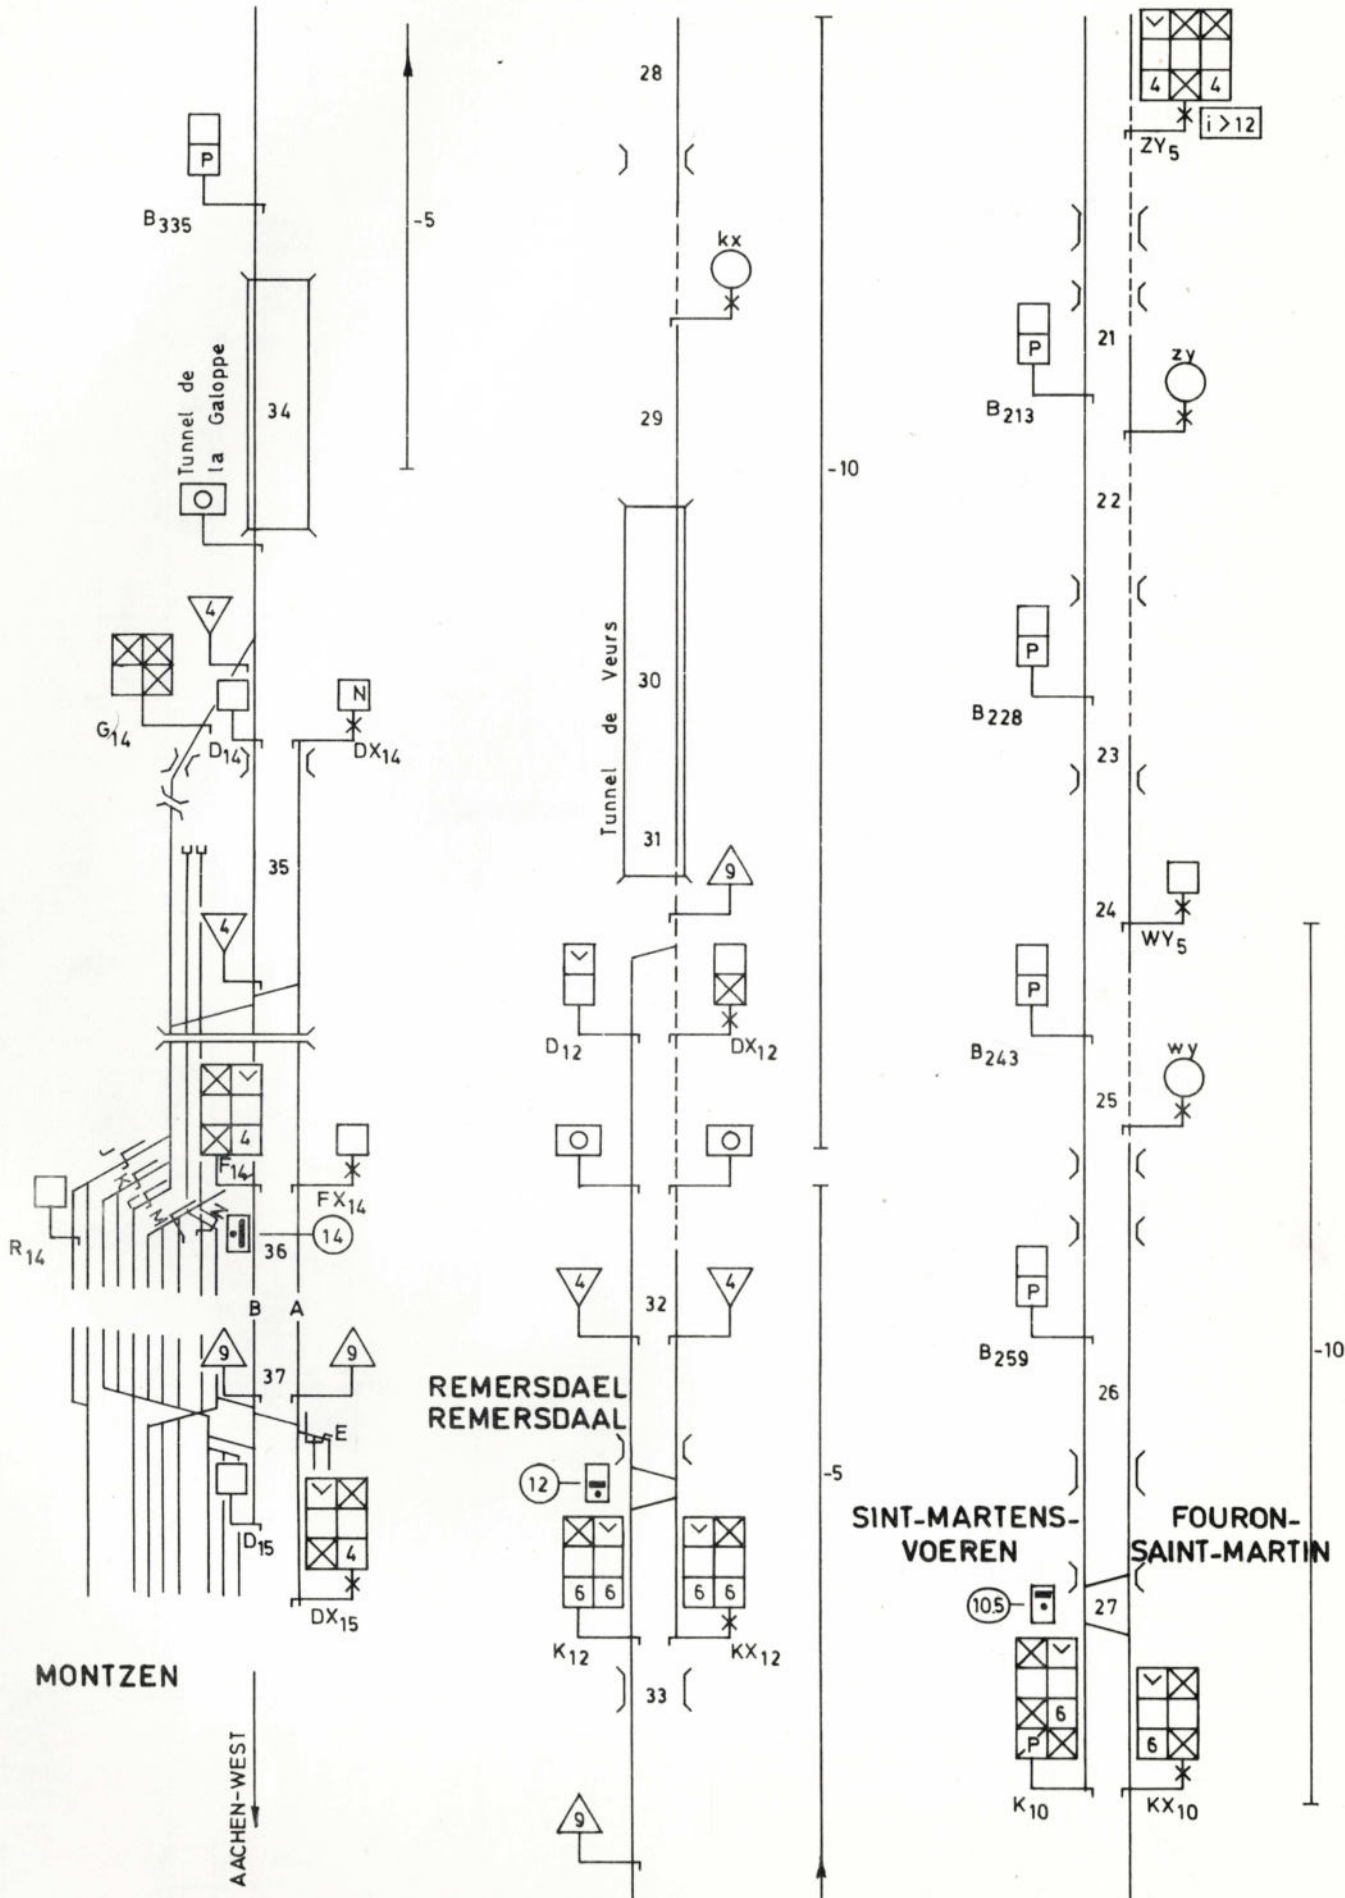 P
B335
-5
Tunnel de
la Galoppe
34
4
G14
D14
N
DX14
35
4
4
F14
FX14
J
K
M
N
R14
14
36
B A
9
9
37
E
D15
4
DX15
MONTZEN
AACHEN-WEST
28
kx
29
-10
Tunnel de Veurs
30
31
9
D12
DX12
4
4
32
REMERSDAEL
REMERSDAAL
12
-5
6 6
6 6
K12
KX12
33
9
4 4
i > 12
ZY5
21
P
B213
zy
22
P
B228
23
24
WY5
P
B243
wy
25
P
B259
-10
26
SINT-MARTENS-
VOEREN
FOURON-
SAINT-MARTIN
10.5
27
6
P
6
K10
KX10